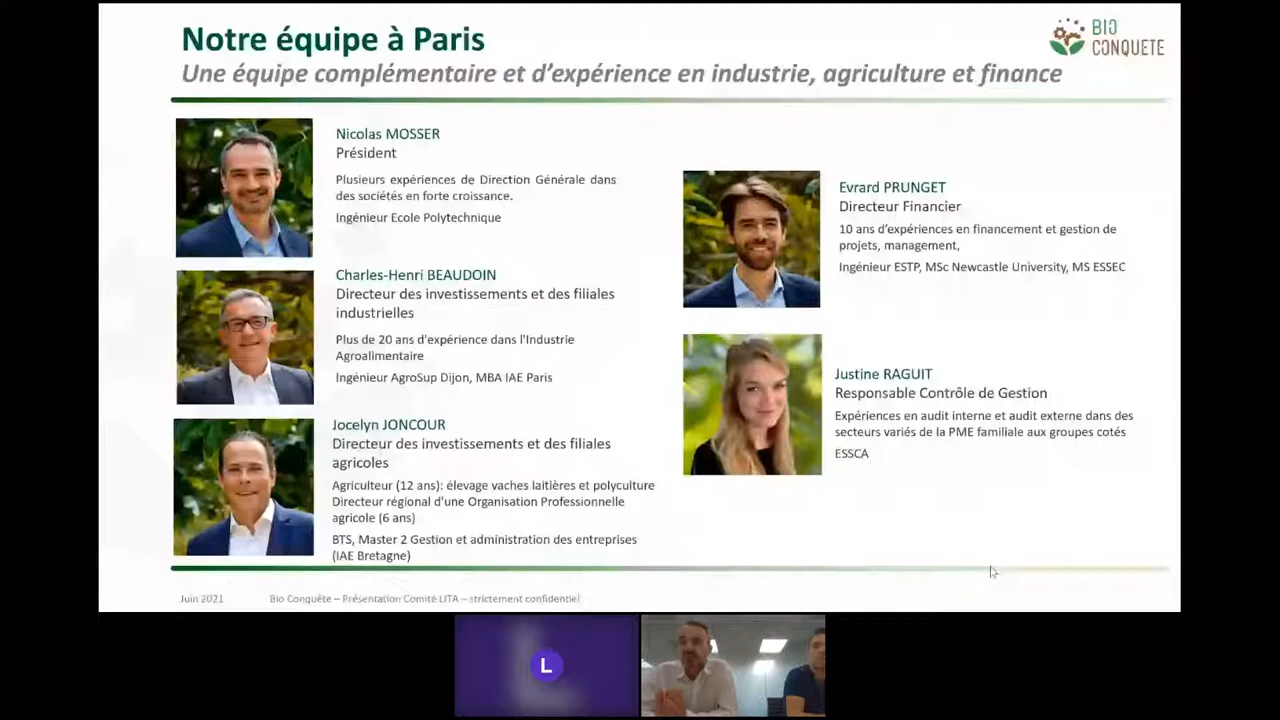 Notre équipe à Paris
Une équipe complémentaire et d'expérience en industrie, agriculture et finance
BIO
CONQUETE
Nicolas MOSSER
Président
Plusieurs expériences de Direction Générale dans
des sociétés en forte croissance.
Ingénieur Ecole Polytechnique
Charles-Henri BEAUDOIN
Directeur des investissements et des filiales
industrielles
Plus de 20 ans d'expérience dans l'Industrie
Agroalimentaire
Ingénieur AgroSup Dijon, MBA IAE Paris
Jocelyn JONCOUR
Directeur des investissements et des filiales
agricoles
Agriculteur (12 ans): élevage vaches laitières et polyculture
Directeur régional d'une Organisation Professionnelle
agricole (6 ans)
BTS, Master 2 Gestion et administration des entreprises
(IAE Bretagne)
Evrard PRUNGET
Directeur Financier
10 ans d'expériences en financement et gestion de
projets, management,
Ingénieur ESTP, MSc Newcastle University, MS ESSEC
Justine RAGUIT
Responsable Contrôle de Gestion
Expériences en audit interne et audit externe dans des
secteurs variés de la PME familiale aux groupes cotés
ESSCA
Juin 2021
Bio Conquête – Présentation Comité LITA – strictement confidentiel
L